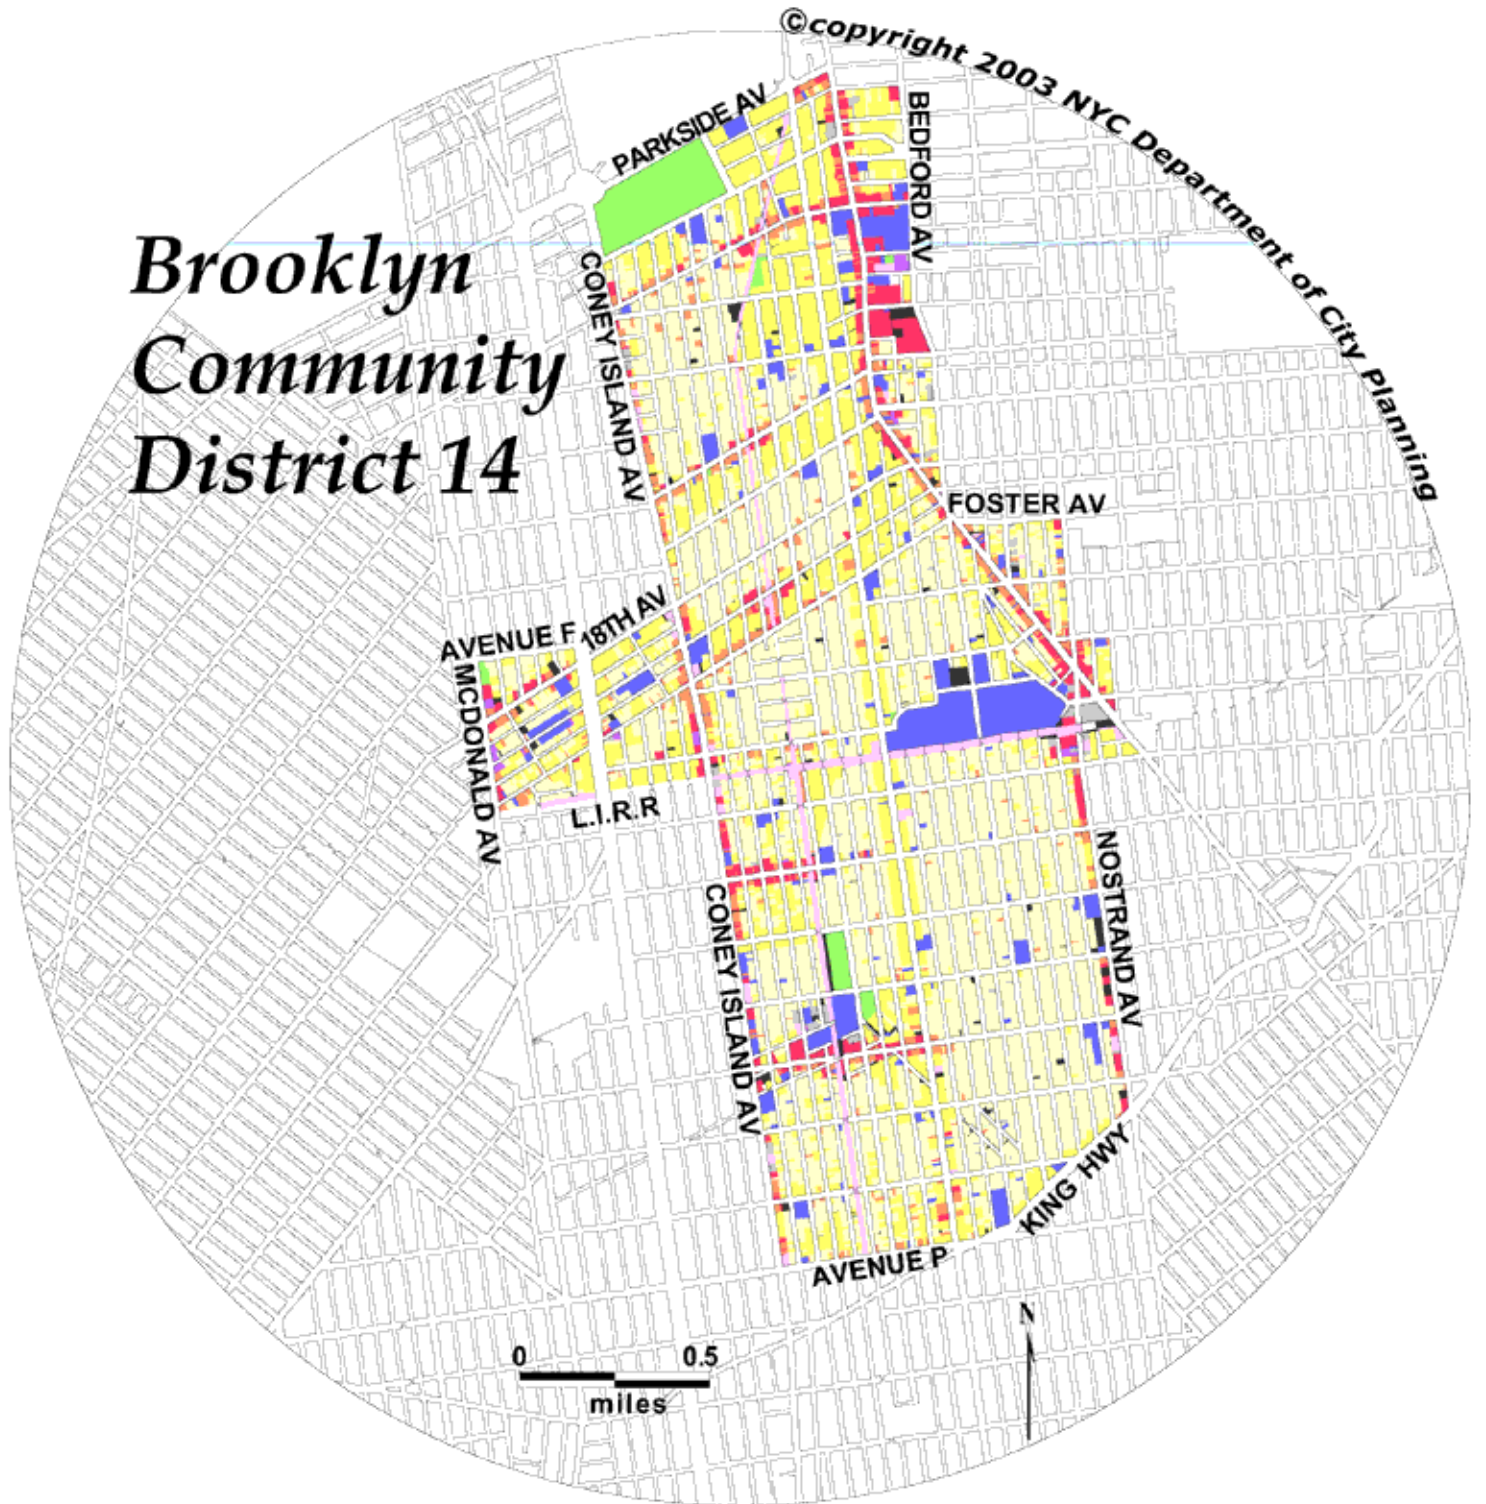 ©copyright 2003 NYC Department of City Planning
Brooklyn
Community
District 14
PARKSIDE AV
BEDFORD AV
CONEY ISLAND AV
FOSTER AV
AVENUE F
18TH AV
MCDONALD AV
L.I.R.R
CONEY ISLAND AV
NOSTRAND AV
KING HWY
AVENUE P
N
0 0.5
miles